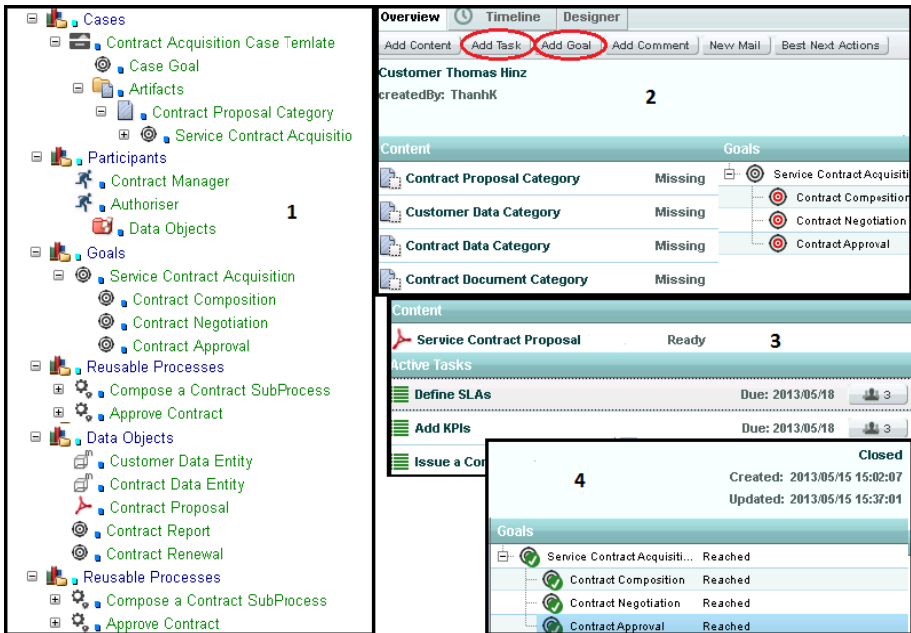 Cases
Contract Acquisition Case Temlate
Case Goal
Artifacts
Contract Proposal Category
Service Contract Acquisitio
Participants
Contract Manager
Authoriser
Data Objects
1
Goals
Service Contract Acquisition
Contract Composition
Contract Negotiation
Contract Approval
Reusable Processes
Compose a Contract SubProcess
Approve Contract
Data Objects
Customer Data Entity
Contract Data Entity
Contract Proposal
Contract Report
Contract Renewal
Reusable Processes
Compose a Contract SubProcess
Approve Contract
Overview Timeline Designer
Add Content Add Task Add Goal Add Comment New Mail Best Next Actions
Customer Thomas Hinz
createdBy: ThanhK
2
Content
Contract Proposal Category Missing
Customer Data Category Missing
Contract Data Category Missing
Contract Document Category Missing
Goals
Service Contract Acquisiti
Contract Composition
Contract Negotiation
Contract Approval
Content
Service Contract Proposal Ready
3
Active Tasks
Define SLAs Due: 2013/05/18 3
Add KPIs Due: 2013/05/18 3
Issue a Cor
4
Closed
Created: 2013/05/15 15:02:07
Updated: 2013/05/15 15:37:01
Goals
Service Contract Acquisiti... Reached
Contract Composition Reached
Contract Negotiation Reached
Contract Approval Reached